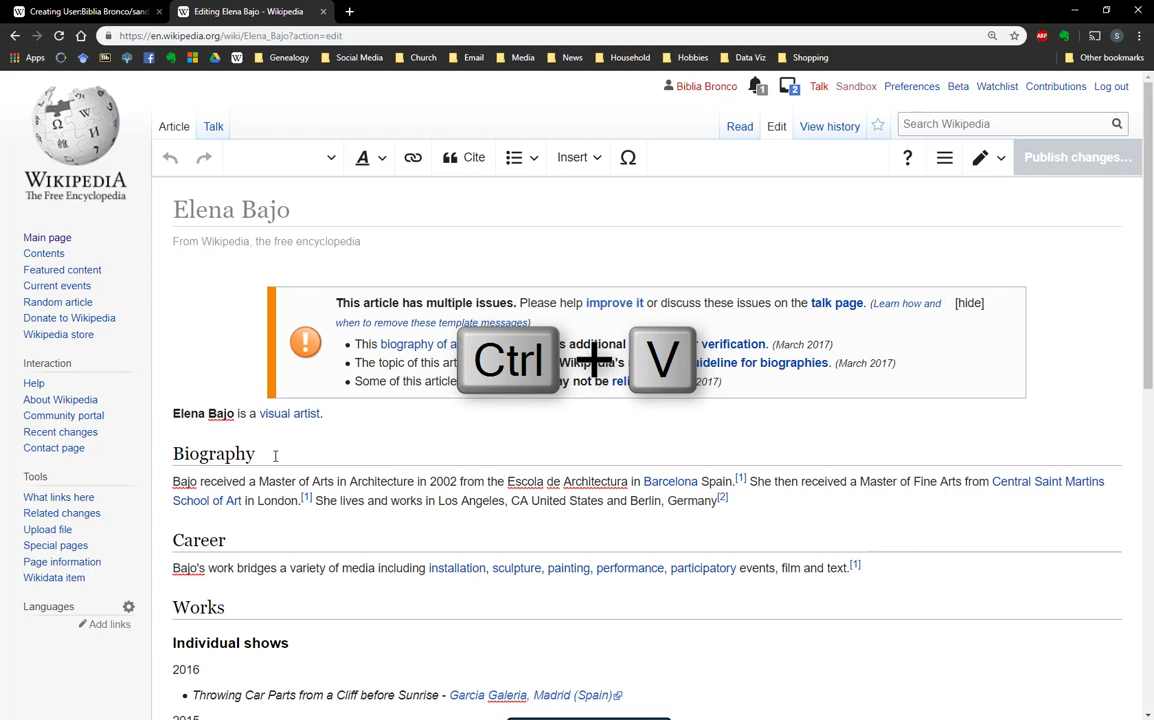 Creating User:Biblia Bronco/sand
Editing Elena Bajo - Wikipedia
https://en.wikipedia.org/wiki/Elena_Bajo?action=edit
ABP
S
Apps
Genealogy
Social Media
Church
Email
Media
News
Household
Hobbies
Data Viz
Shopping
Other bookmarks
Biblia Bronco
1
2
Talk
Sandbox
Preferences
Beta
Watchlist
Contributions
Log out
WIKIPEDIA
The Free Encyclopedia
Article
Talk
Read
Edit
View history
Search Wikipedia
A
Cite
Insert
Ω
?
Publish changes...
Main page
Contents
Featured content
Current events
Random article
Donate to Wikipedia
Wikipedia store
Interaction
Help
About Wikipedia
Community portal
Recent changes
Contact page
Tools
What links here
Related changes
Upload file
Special pages
Page information
Wikidata item
Languages
Add links
Elena Bajo
From Wikipedia, the free encyclopedia
This article has multiple issues. Please help improve it or discuss these issues on the talk page. (Learn how and when to remove these template messages) [hide]
• This biography of a s additional verification. (March 2017)
• The topic of this art Wikipedia's uideline for biographies. (March 2017)
• Some of this article ay not be reli 2017)
Ctrl + V
Elena Bajo is a visual artist.
Biography
Bajo received a Master of Arts in Architecture in 2002 from the Escola de Architectura in Barcelona Spain.[1] She then received a Master of Fine Arts from Central Saint Martins
School of Art in London.[1] She lives and works in Los Angeles, CA United States and Berlin, Germany[2]
Career
Bajo's work bridges a variety of media including installation, sculpture, painting, performance, participatory events, film and text.[1]
Works
Individual shows
2016
• Throwing Car Parts from a Cliff before Sunrise - Garcia Galeria, Madrid (Spain)
2015